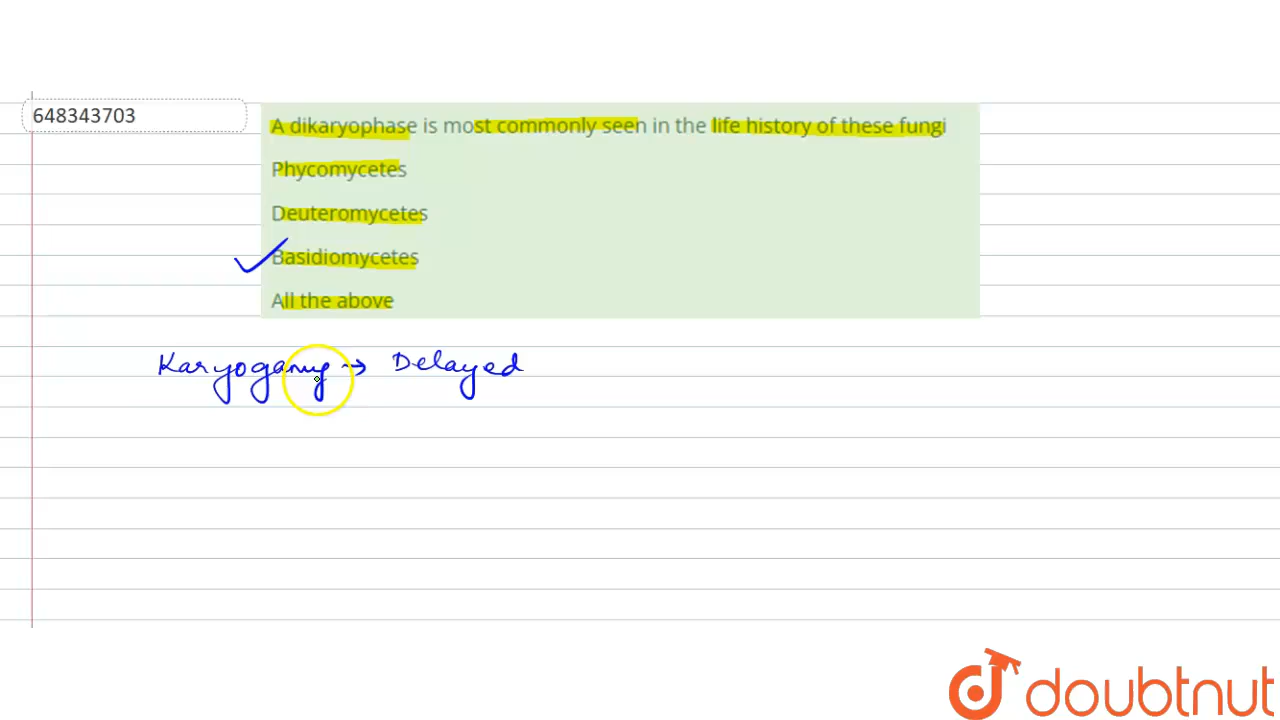 648343703
A dikaryophase is most commonly seen in the life history of these fungi
Phycomycetes
Deuteromycetes
Basidiomycetes
All the above
Karyogamy → Delayed
doubtnut